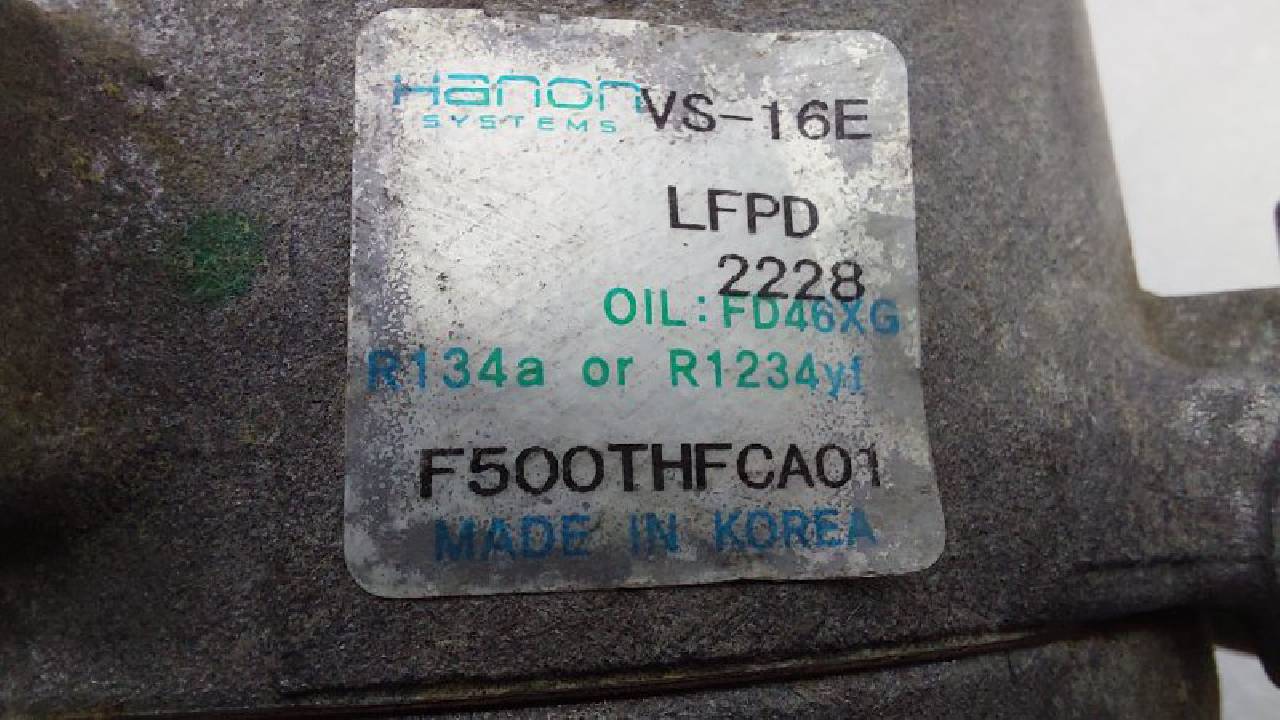 Hanon VS-16E
SYSTEMS
LFPD
2228
OIL:FD46XG
R134a or R1234yf
F500THFCA01
MADE IN KOREA